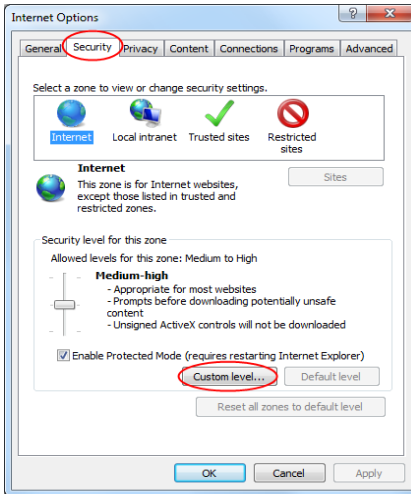 Internet Options
General Security Privacy Content Connections Programs Advanced
Select a zone to view or change security settings.
Internet Local intranet Trusted sites Restricted
sites
Internet
Sites
This zone is for Internet websites,
except those listed in trusted and
restricted zones.
Security level for this zone
Allowed levels for this zone: Medium to High
Medium-high
- Appropriate for most websites
- Prompts before downloading potentially unsafe
content
- Unsigned ActiveX controls will not be downloaded
Enable Protected Mode (requires restarting Internet Explorer)
Custom level... Default level
Reset all zones to default level
OK Cancel Apply